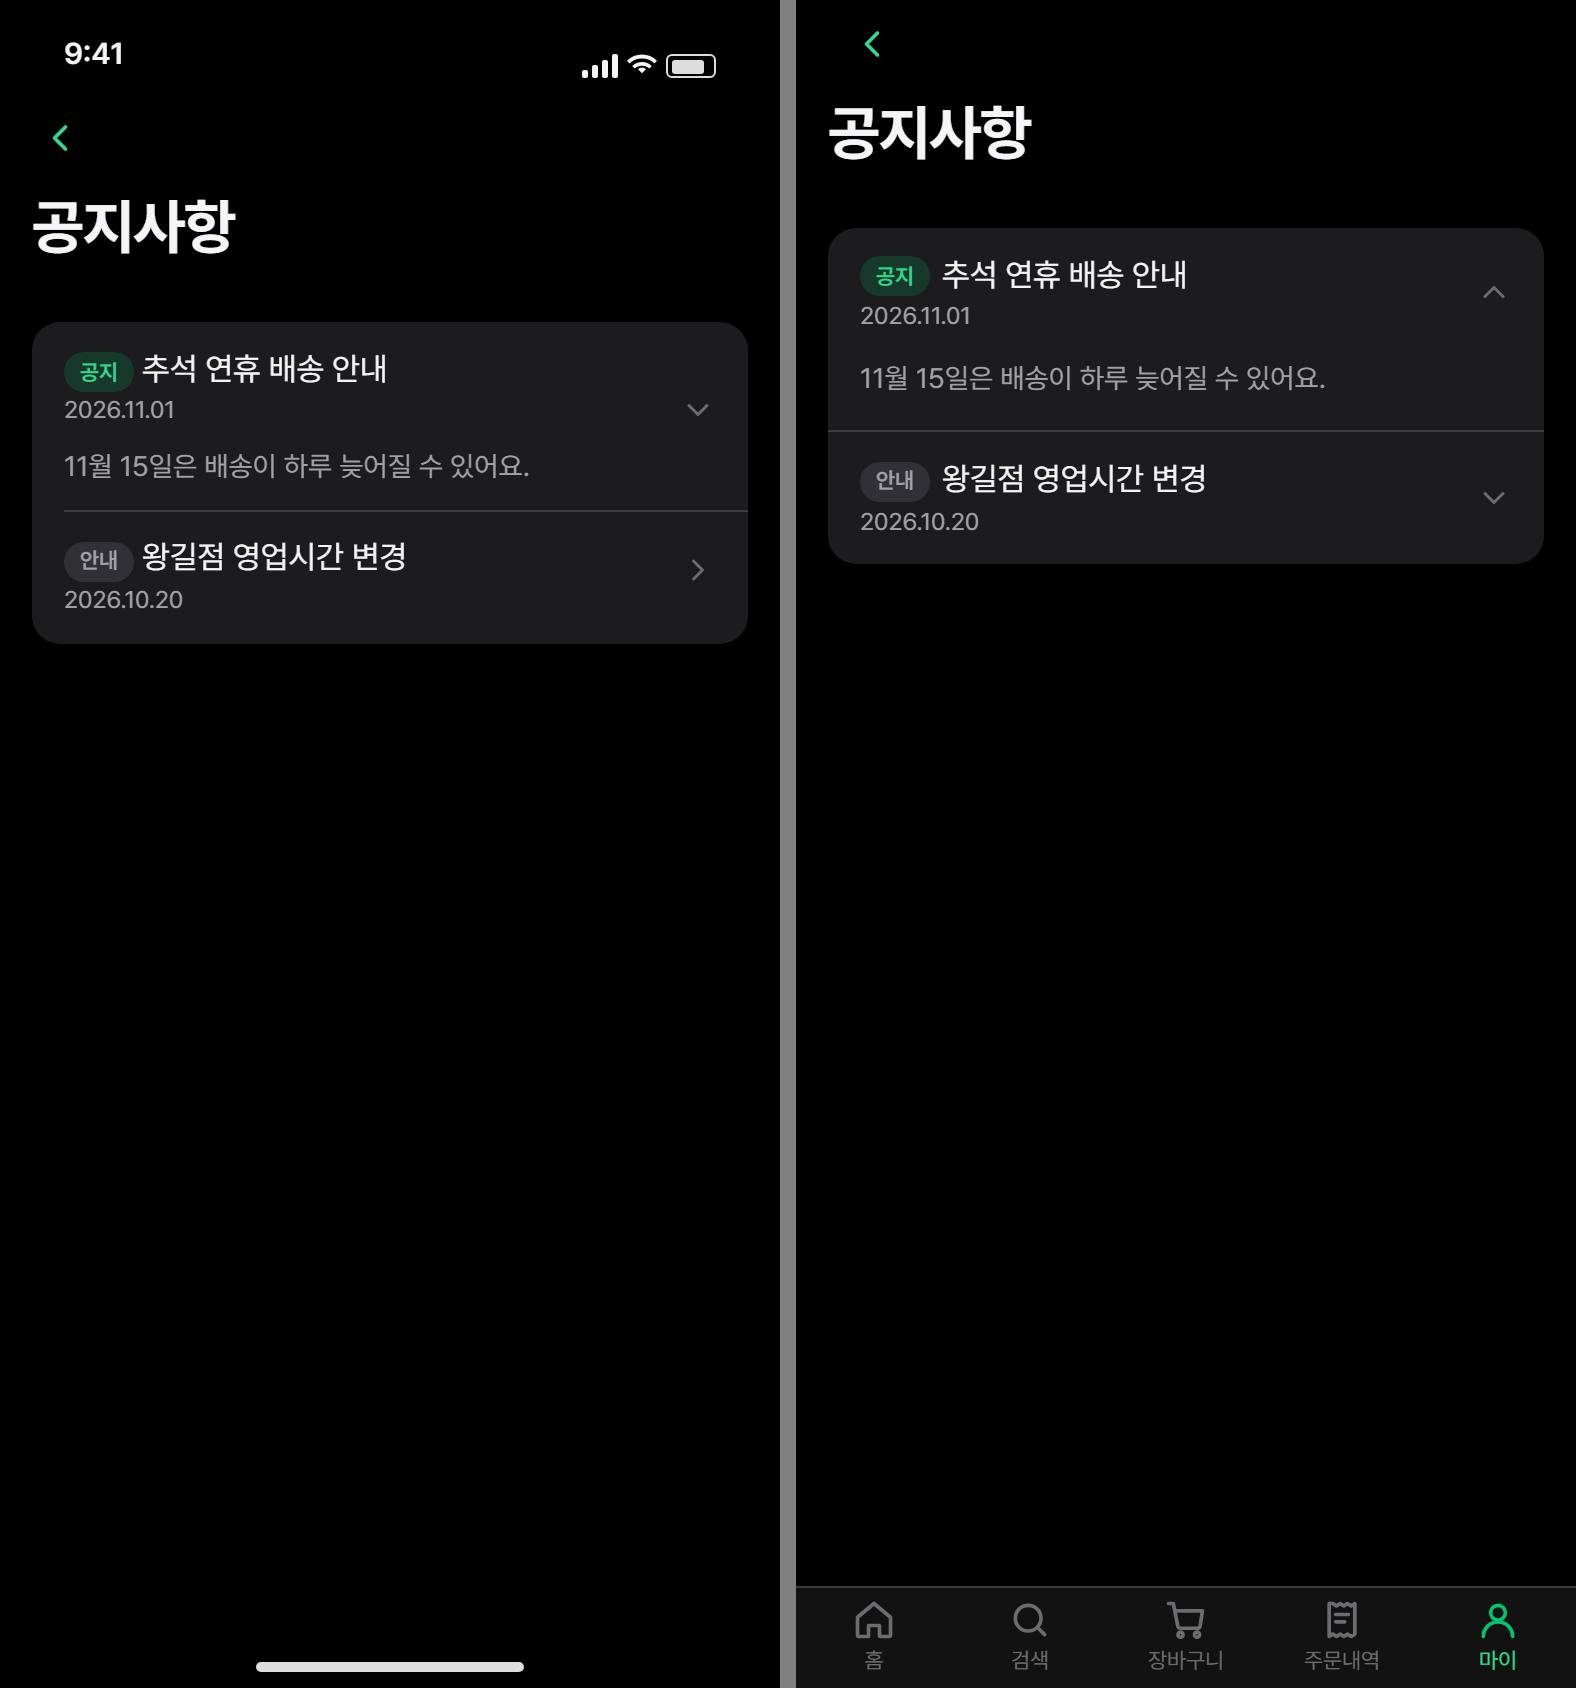 9:41
공지사항
공지 추석 연휴 배송 안내
2026.11.01
11월 15일은 배송이 하루 늦어질 수 있어요.
안내 왕길점 영업시간 변경
2026.10.20
공지사항
공지 추석 연휴 배송 안내
2026.11.01
11월 15일은 배송이 하루 늦어질 수 있어요.
안내 왕길점 영업시간 변경
2026.10.20
홈 검색 장바구니 주문내역 마이